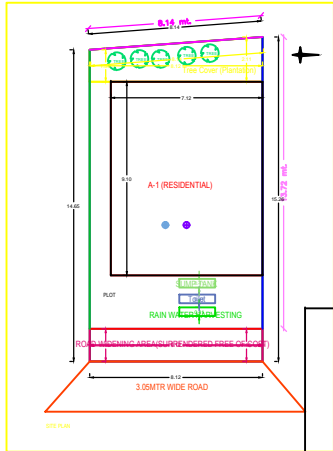 8.14 mt.
8.14
TREE TREE TREE TREE TREE
7.12
9.10
A-1 (RESIDENTIAL)
14.65
15.26
13.72 mt.
SUMP TANK
PLOT
Toilet
RAIN WATER HARVESTING
ROAD WIDENING AREA(SURRENDERED FREE OF COST)
8.12
3.05MTR WIDE ROAD